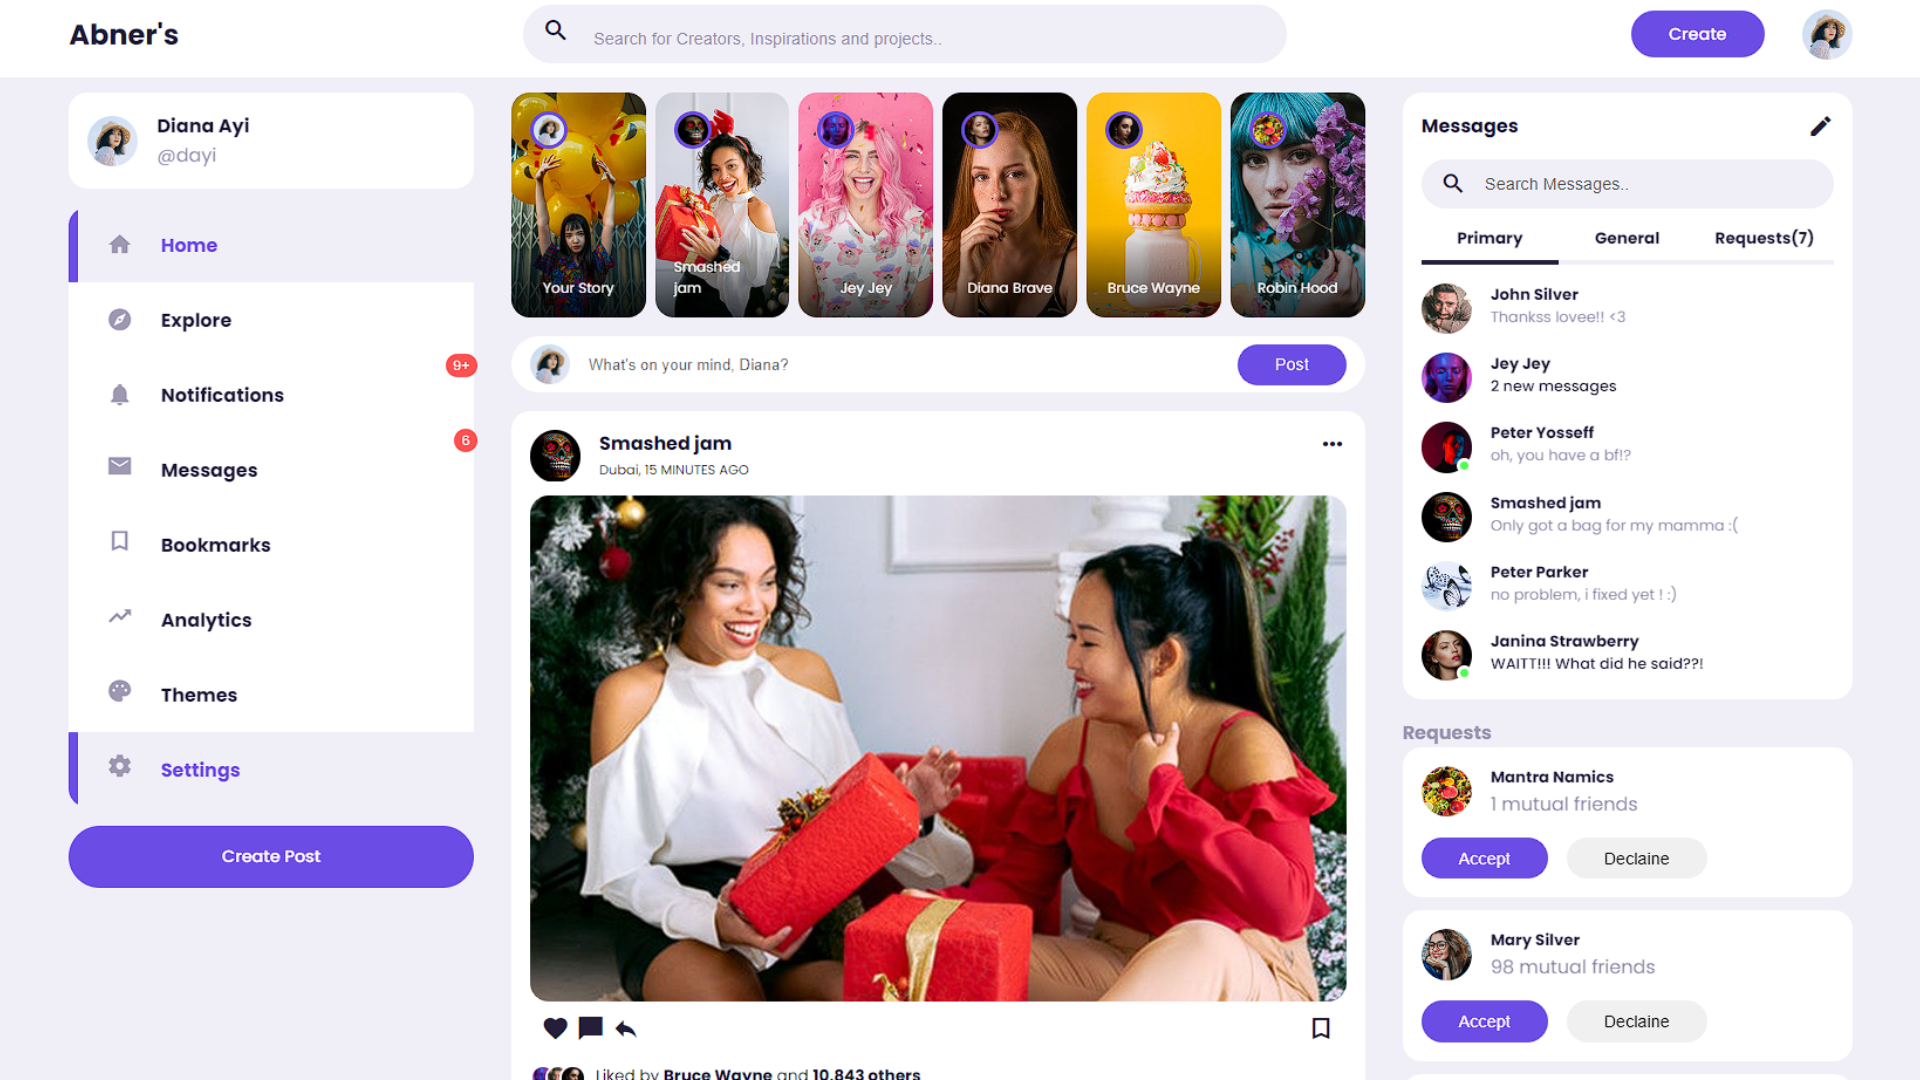 Abner's
Search for Creators, Inspirations and projects..
Create
Diana Ayi
@dayi
Home
Explore
9+
Notifications
6
Messages
Bookmarks
Analytics
Themes
Settings
Create Post
Your Story
Smashed
jam
Jey Jey
Diana Brave
Bruce Wayne
Robin Hood
What's on your mind, Diana?
Post
Smashed jam
Dubai, 15 MINUTES AGO
Liked by Bruce Wayne and 10,843 others
Messages
Search Messages..
Primary
General
Requests(7)
John Silver
Thankss lovee!! <3
Jey Jey
2 new messages
Peter Yosseff
oh, you have a bf!?
Smashed jam
Only got a bag for my mamma :(
Peter Parker
no problem, i fixed yet ! :)
Janina Strawberry
WAITT!!! What did he said??!
Requests
Mantra Namics
1 mutual friends
Accept
Declaine
Mary Silver
98 mutual friends
Accept
Declaine